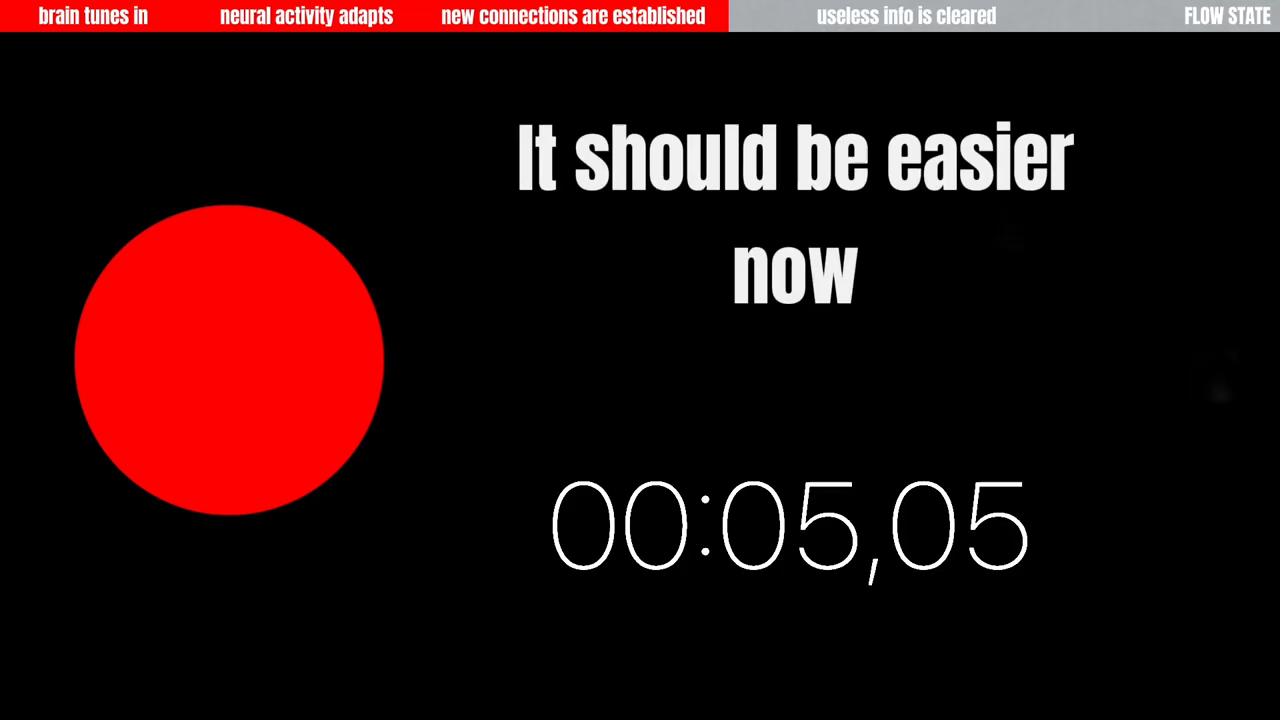 brain tunes in neural activity adapts new connections are established useless info is cleared FLOW STATE
It should be easier
now
00:05,05